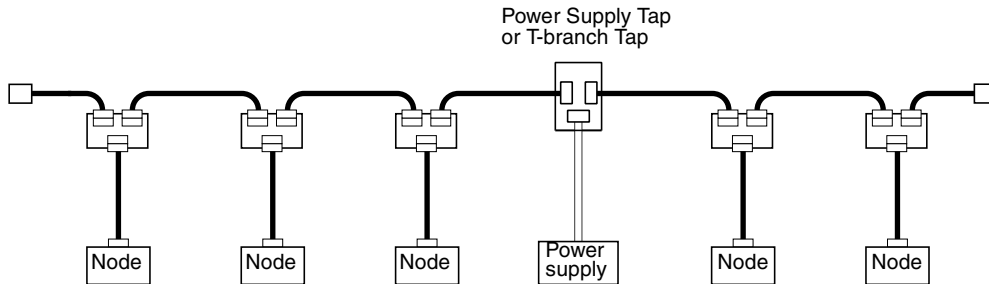 Power Supply Tap
or T-branch Tap
Node
Node
Node
Power
supply
Node
Node